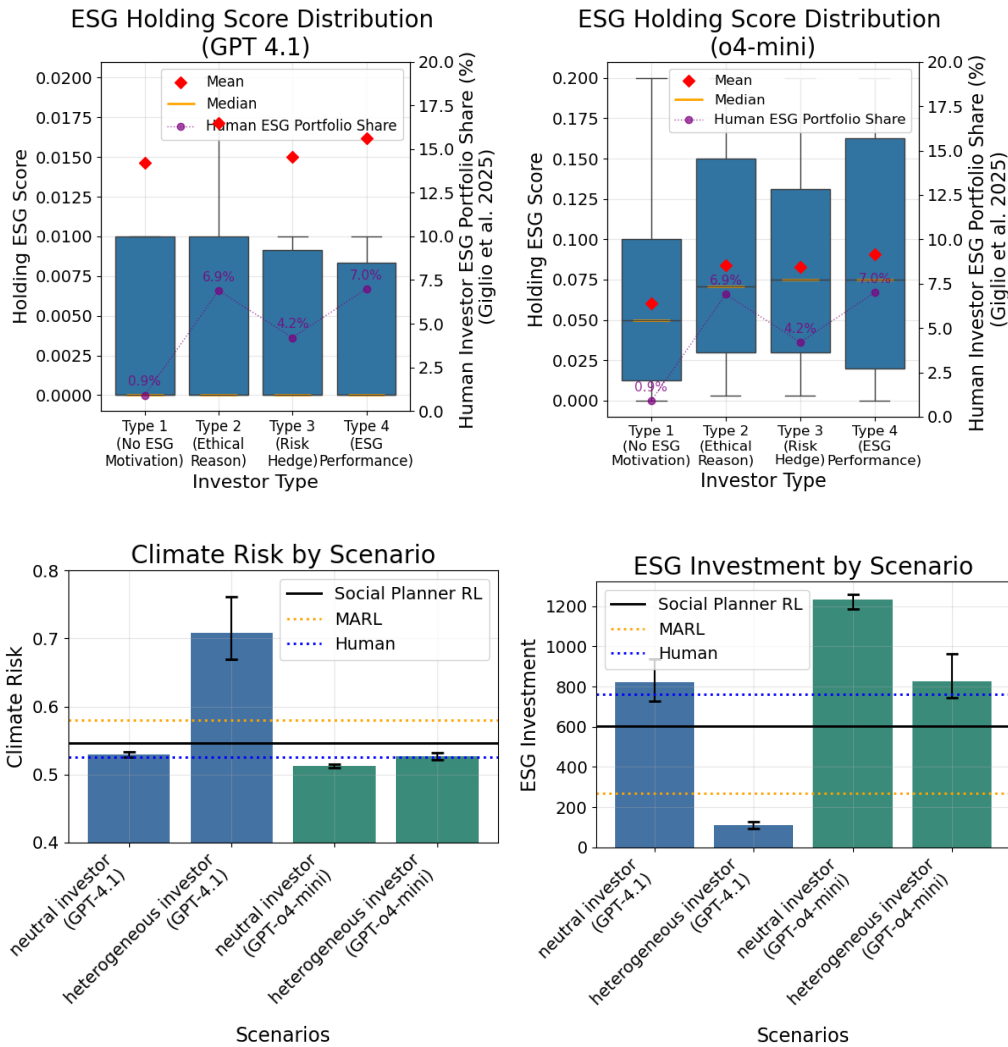 ESG Holding Score Distribution
(GPT 4.1)
0.0200
0.0175
0.0150
0.0125
0.0100
0.0075
0.0050
0.0025
0.0000
Holding ESG Score
Mean
Median
Human ESG Portfolio Share
0.9%
6.9%
4.2%
7.0%
20.0
17.5
15.0
12.5
10.0
7.5
5.0
2.5
0.0
Human Investor ESG Portfolio Share (%)
(Giglio et al. 2025)
Type 1
(No ESG
Motivation)
Type 2
(Ethical
Reason)
Type 3
(Risk
Hedge)
Type 4
(ESG
Performance)
Investor Type
ESG Holding Score Distribution
(o4-mini)
0.200
0.175
0.150
0.125
0.100
0.075
0.050
0.025
0.000
Holding ESG Score
Mean
Median
Human ESG Portfolio Share
0.9%
6.9%
4.2%
7.0%
20.0
17.5
15.0
12.5
10.0
7.5
5.0
2.5
0.0
Human Investor ESG Portfolio Share (%)
(Giglio et al. 2025)
Type 1
(No ESG
Motivation)
Type 2
(Ethical
Reason)
Type 3
(Risk
Hedge)
Type 4
(ESG
Performance)
Investor Type
Climate Risk by Scenario
0.8
0.7
0.6
0.5
0.4
Climate Risk
Social Planner RL
MARL
Human
neutral investor
(GPT-4.1)
heterogeneous investor
(GPT-4.1)
neutral investor
(GPT-o4-mini)
heterogeneous investor
(GPT-o4-mini)
Scenarios
ESG Investment by Scenario
1200
1000
800
600
400
200
0
ESG Investment
Social Planner RL
MARL
Human
neutral investor
(GPT-4.1)
heterogeneous investor
(GPT-4.1)
neutral investor
(GPT-o4-mini)
heterogeneous investor
(GPT-o4-mini)
Scenarios